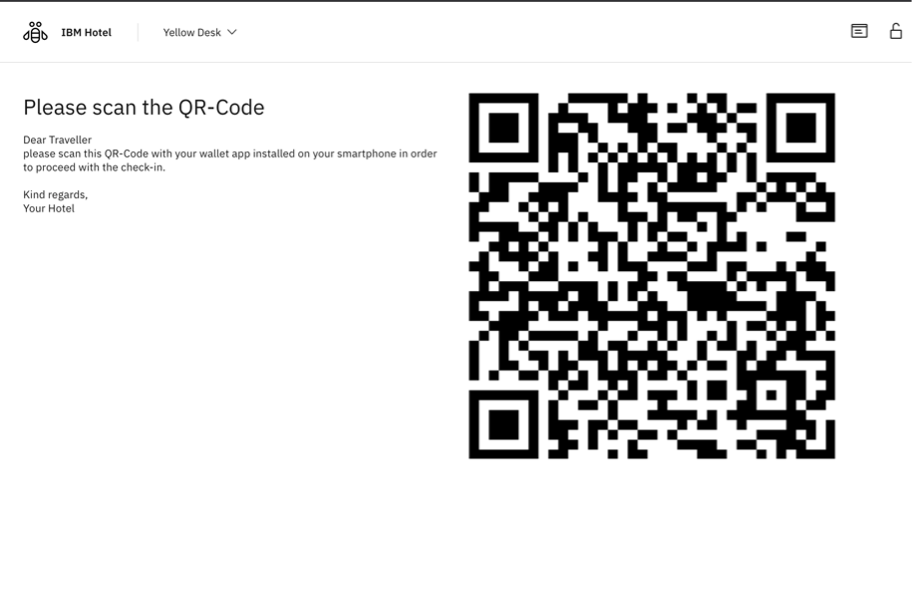 IBM Hotel
Yellow Desk
Please scan the QR-Code
Dear Traveller
please scan this QR-Code with your wallet app installed on your smartphone in order
to proceed with the check-in.
Kind regards,
Your Hotel